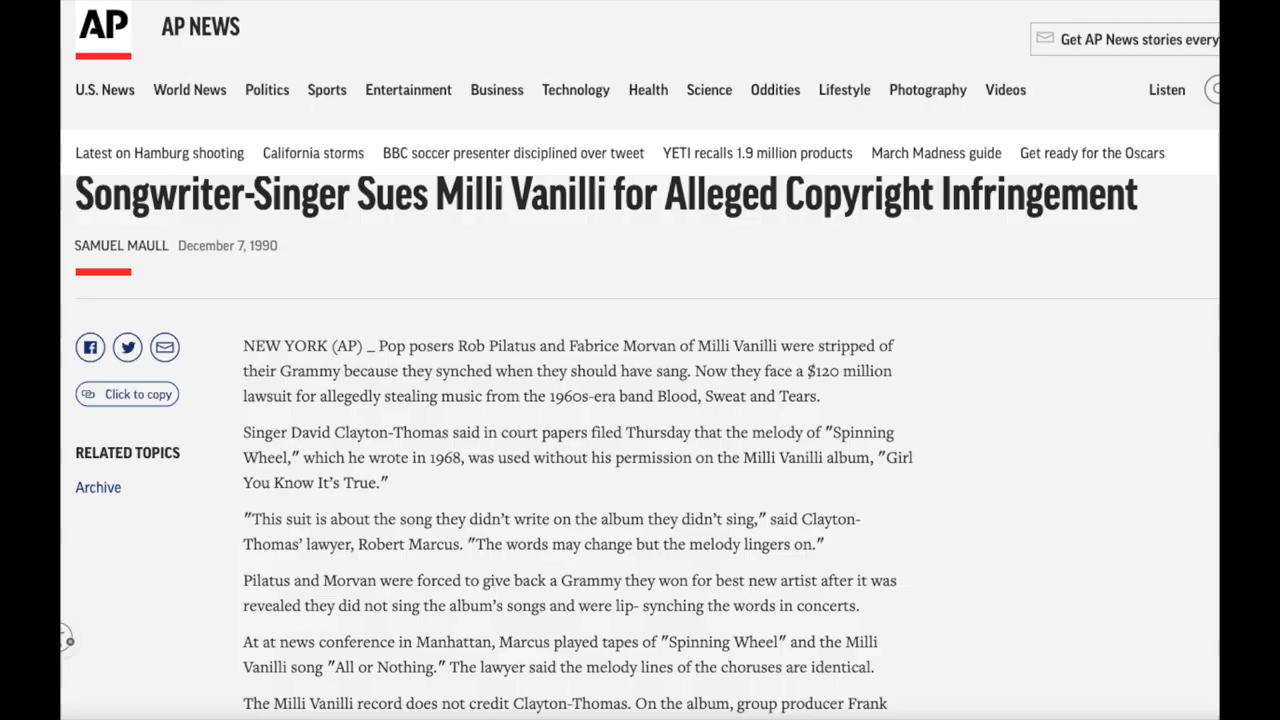 AP AP NEWS
Get AP News stories every
U.S. News World News Politics Sports Entertainment Business Technology Health Science Oddities Lifestyle Photography Videos Listen
Latest on Hamburg shooting California storms BBC soccer presenter disciplined over tweet YETI recalls 1.9 million products March Madness guide Get ready for the Oscars
Songwriter-Singer Sues Milli Vanilli for Alleged Copyright Infringement
SAMUEL MAULL December 7, 1990
Click to copy
RELATED TOPICS
Archive
NEW YORK (AP) _ Pop posers Rob Pilatus and Fabrice Morvan of Milli Vanilli were stripped of
their Grammy because they synched when they should have sang. Now they face a $120 million
lawsuit for allegedly stealing music from the 1960s-era band Blood, Sweat and Tears.
Singer David Clayton-Thomas said in court papers filed Thursday that the melody of "Spinning
Wheel," which he wrote in 1968, was used without his permission on the Milli Vanilli album, "Girl
You Know It's True."
"This suit is about the song they didn't write on the album they didn't sing," said Clayton-
Thomas' lawyer, Robert Marcus. "The words may change but the melody lingers on."
Pilatus and Morvan were forced to give back a Grammy they won for best new artist after it was
revealed they did not sing the album's songs and were lip- synching the words in concerts.
At at news conference in Manhattan, Marcus played tapes of "Spinning Wheel" and the Milli
Vanilli song "All or Nothing." The lawyer said the melody lines of the choruses are identical.
The Milli Vanilli record does not credit Clayton-Thomas. On the album, group producer Frank